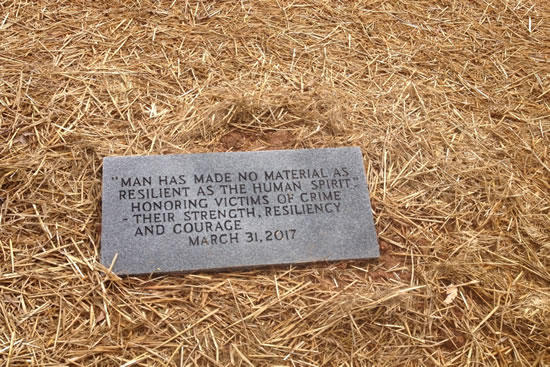 "MAN HAS MADE NO MATERIAL AS
RESILIENT AS THE HUMAN SPIRIT"
HONORING VICTIMS OF CRIME
- THEIR STRENGTH, RESILIENCY
AND COURAGE
MARCH 31, 2017